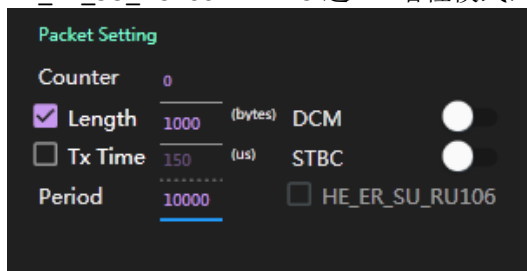 Packet Setting
Counter 0
Length 1000 (bytes) DCM
Tx Time 150 (us) STBC
Period 10000 HE_ER_SU_RU106